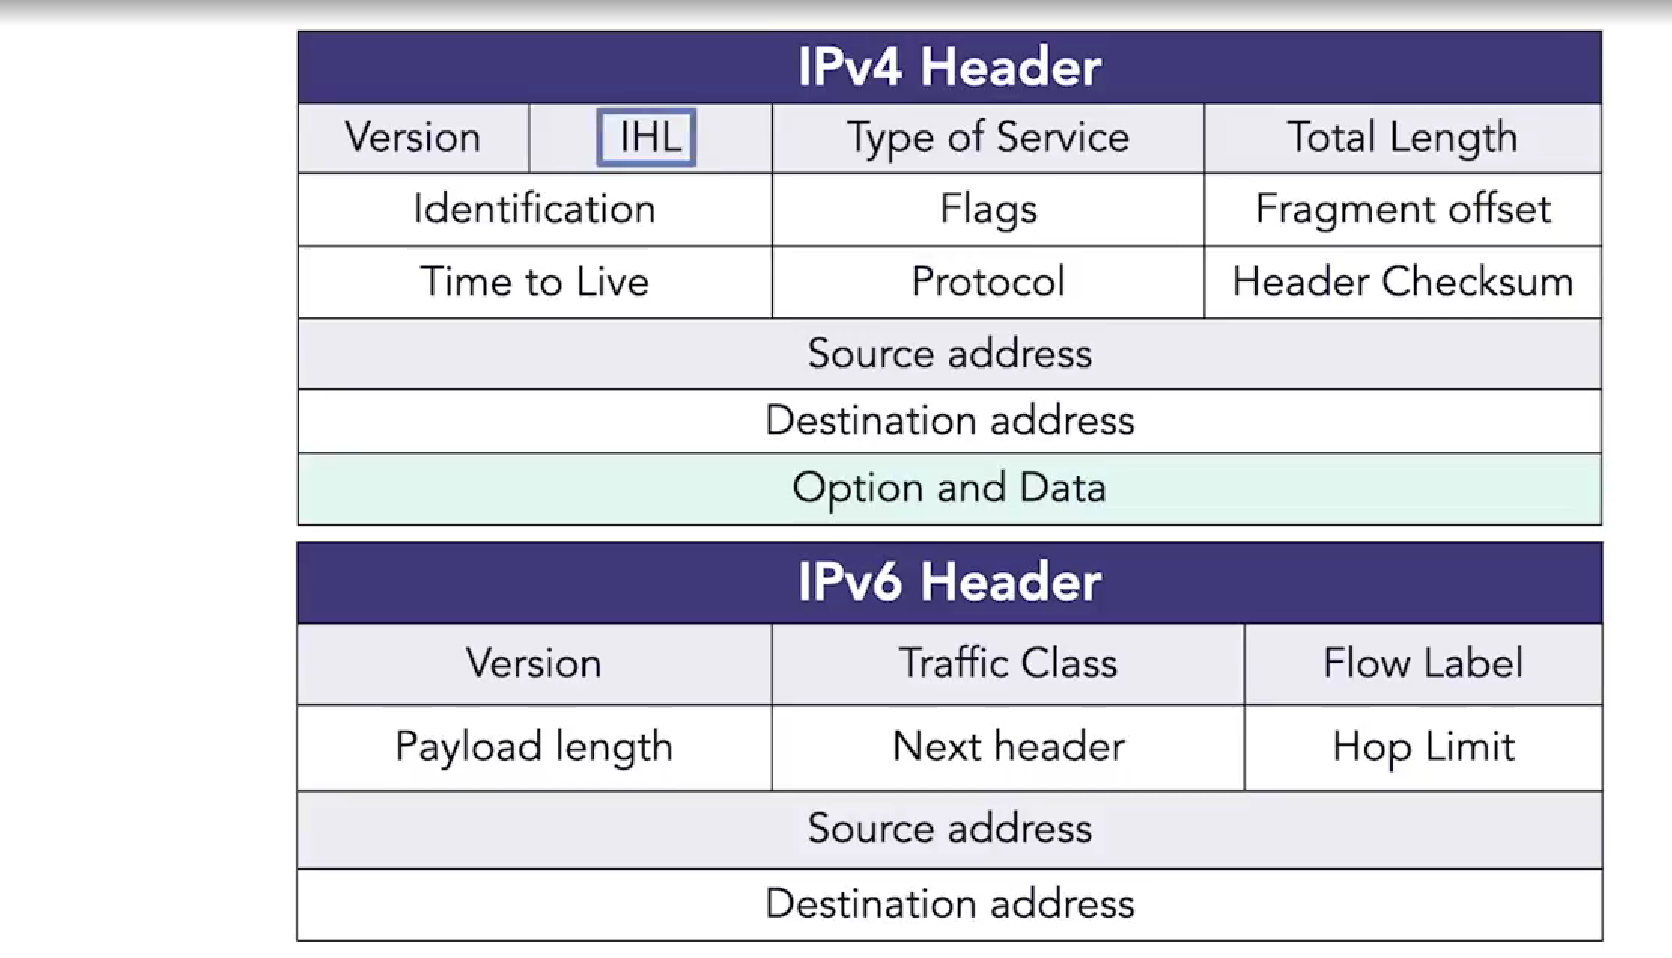 IPv4 Header
Version IHL Type of Service Total Length
Identification Flags Fragment offset
Time to Live Protocol Header Checksum
Source address
Destination address
Option and Data
IPv6 Header
Version Traffic Class Flow Label
Payload length Next header Hop Limit
Source address
Destination address